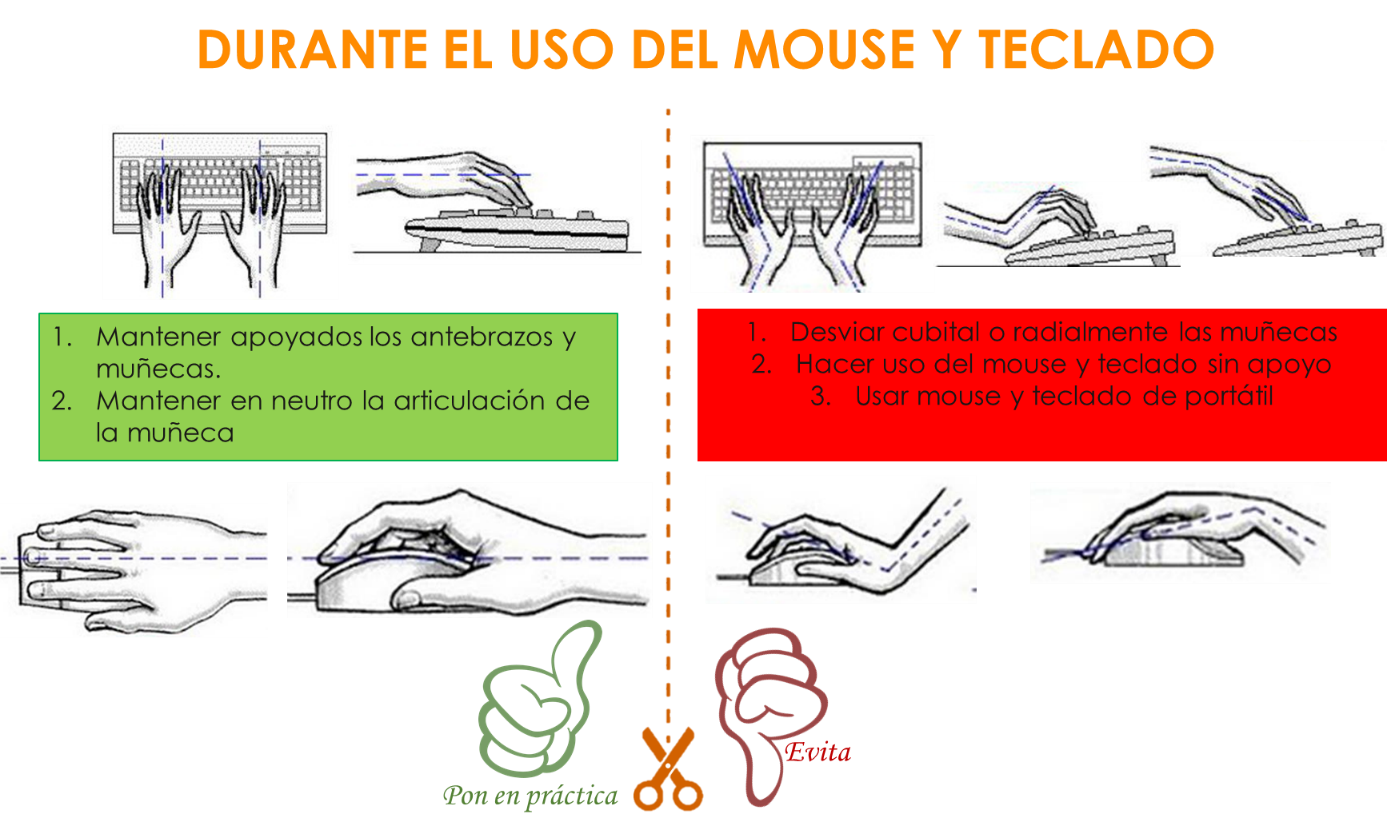 DURANTE EL USO DEL MOUSE Y TECLADO
1. Mantener apoyados los antebrazos y
muñecas.
2. Mantener en neutro la articulación de
la muñeca
1. Desviar cubital o radialmente las muñecas
2. Hacer uso del mouse y teclado sin apoyo
3. Usar mouse y teclado de portátil
Pon en práctica
Evita